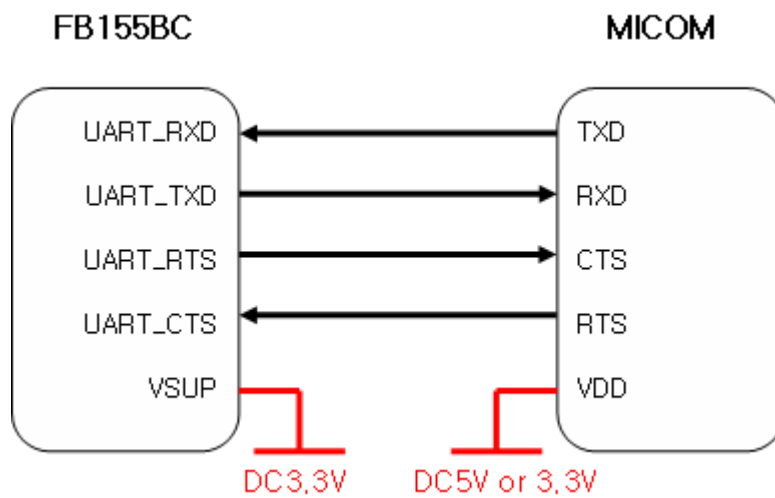 FB155BC
MICOM
UART_RXD
TXD
UART_TXD
RXD
UART_RTS
CTS
UART_CTS
RTS
VSUP
VDD
DC3,3V
DC5V or 3,3V